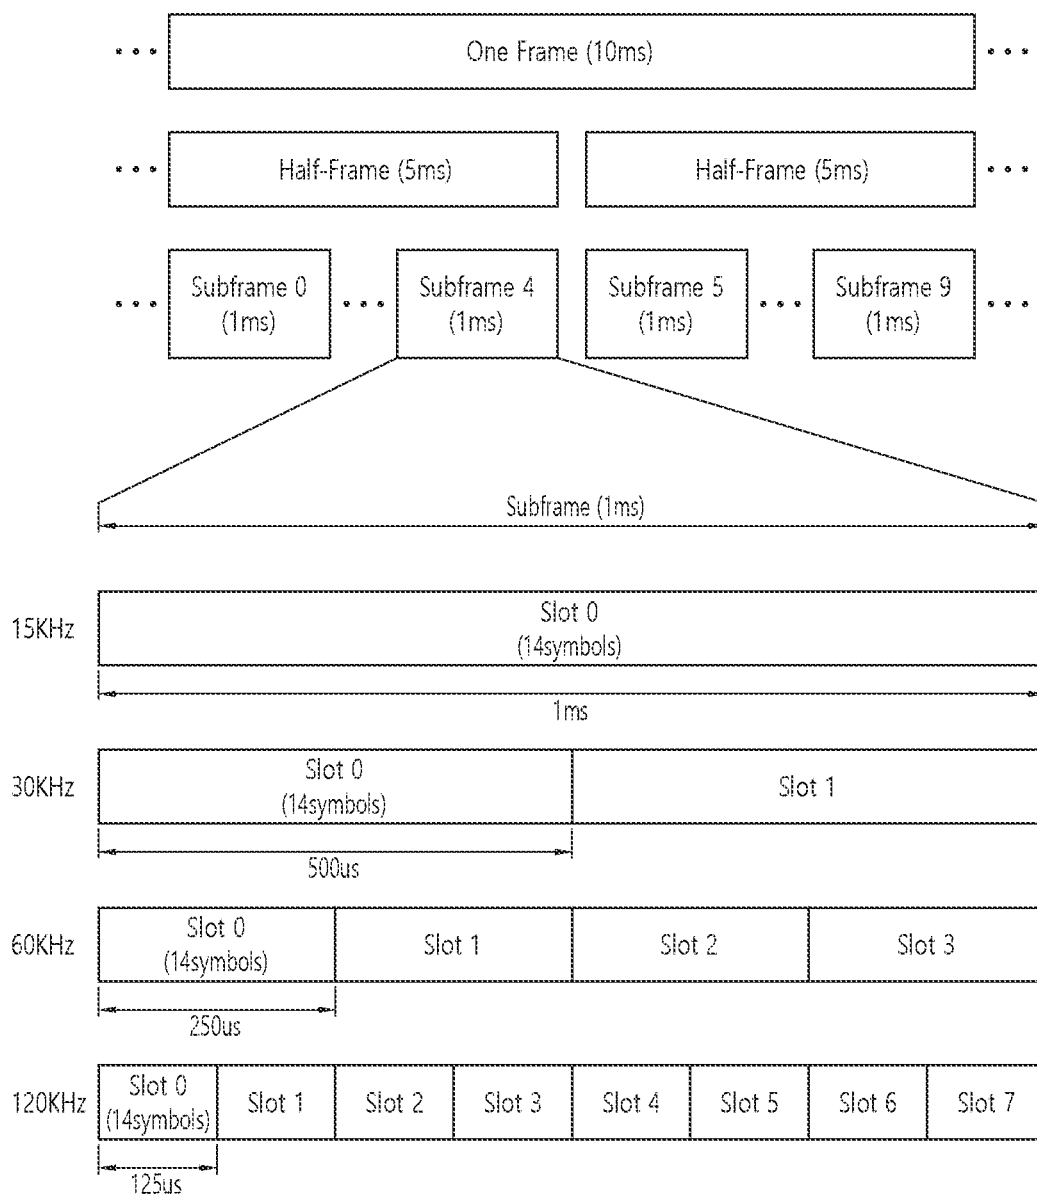 One Frame (10ms)
Half-Frame (5ms)
Half-Frame (5ms)
Subframe 0
(1ms)
Subframe 4
(1ms)
Subframe 5
(1ms)
Subframe 9
(1ms)
Subframe (1ms)
15KHz
Slot 0
(14symbols)
1ms
30KHz
Slot 0
(14symbols)
Slot 1
500us
60KHz
Slot 0
(14symbols)
Slot 1
Slot 2
Slot 3
250us
120KHz
Slot 0
(14symbols)
Slot 1
Slot 2
Slot 3
Slot 4
Slot 5
Slot 6
Slot 7
125us